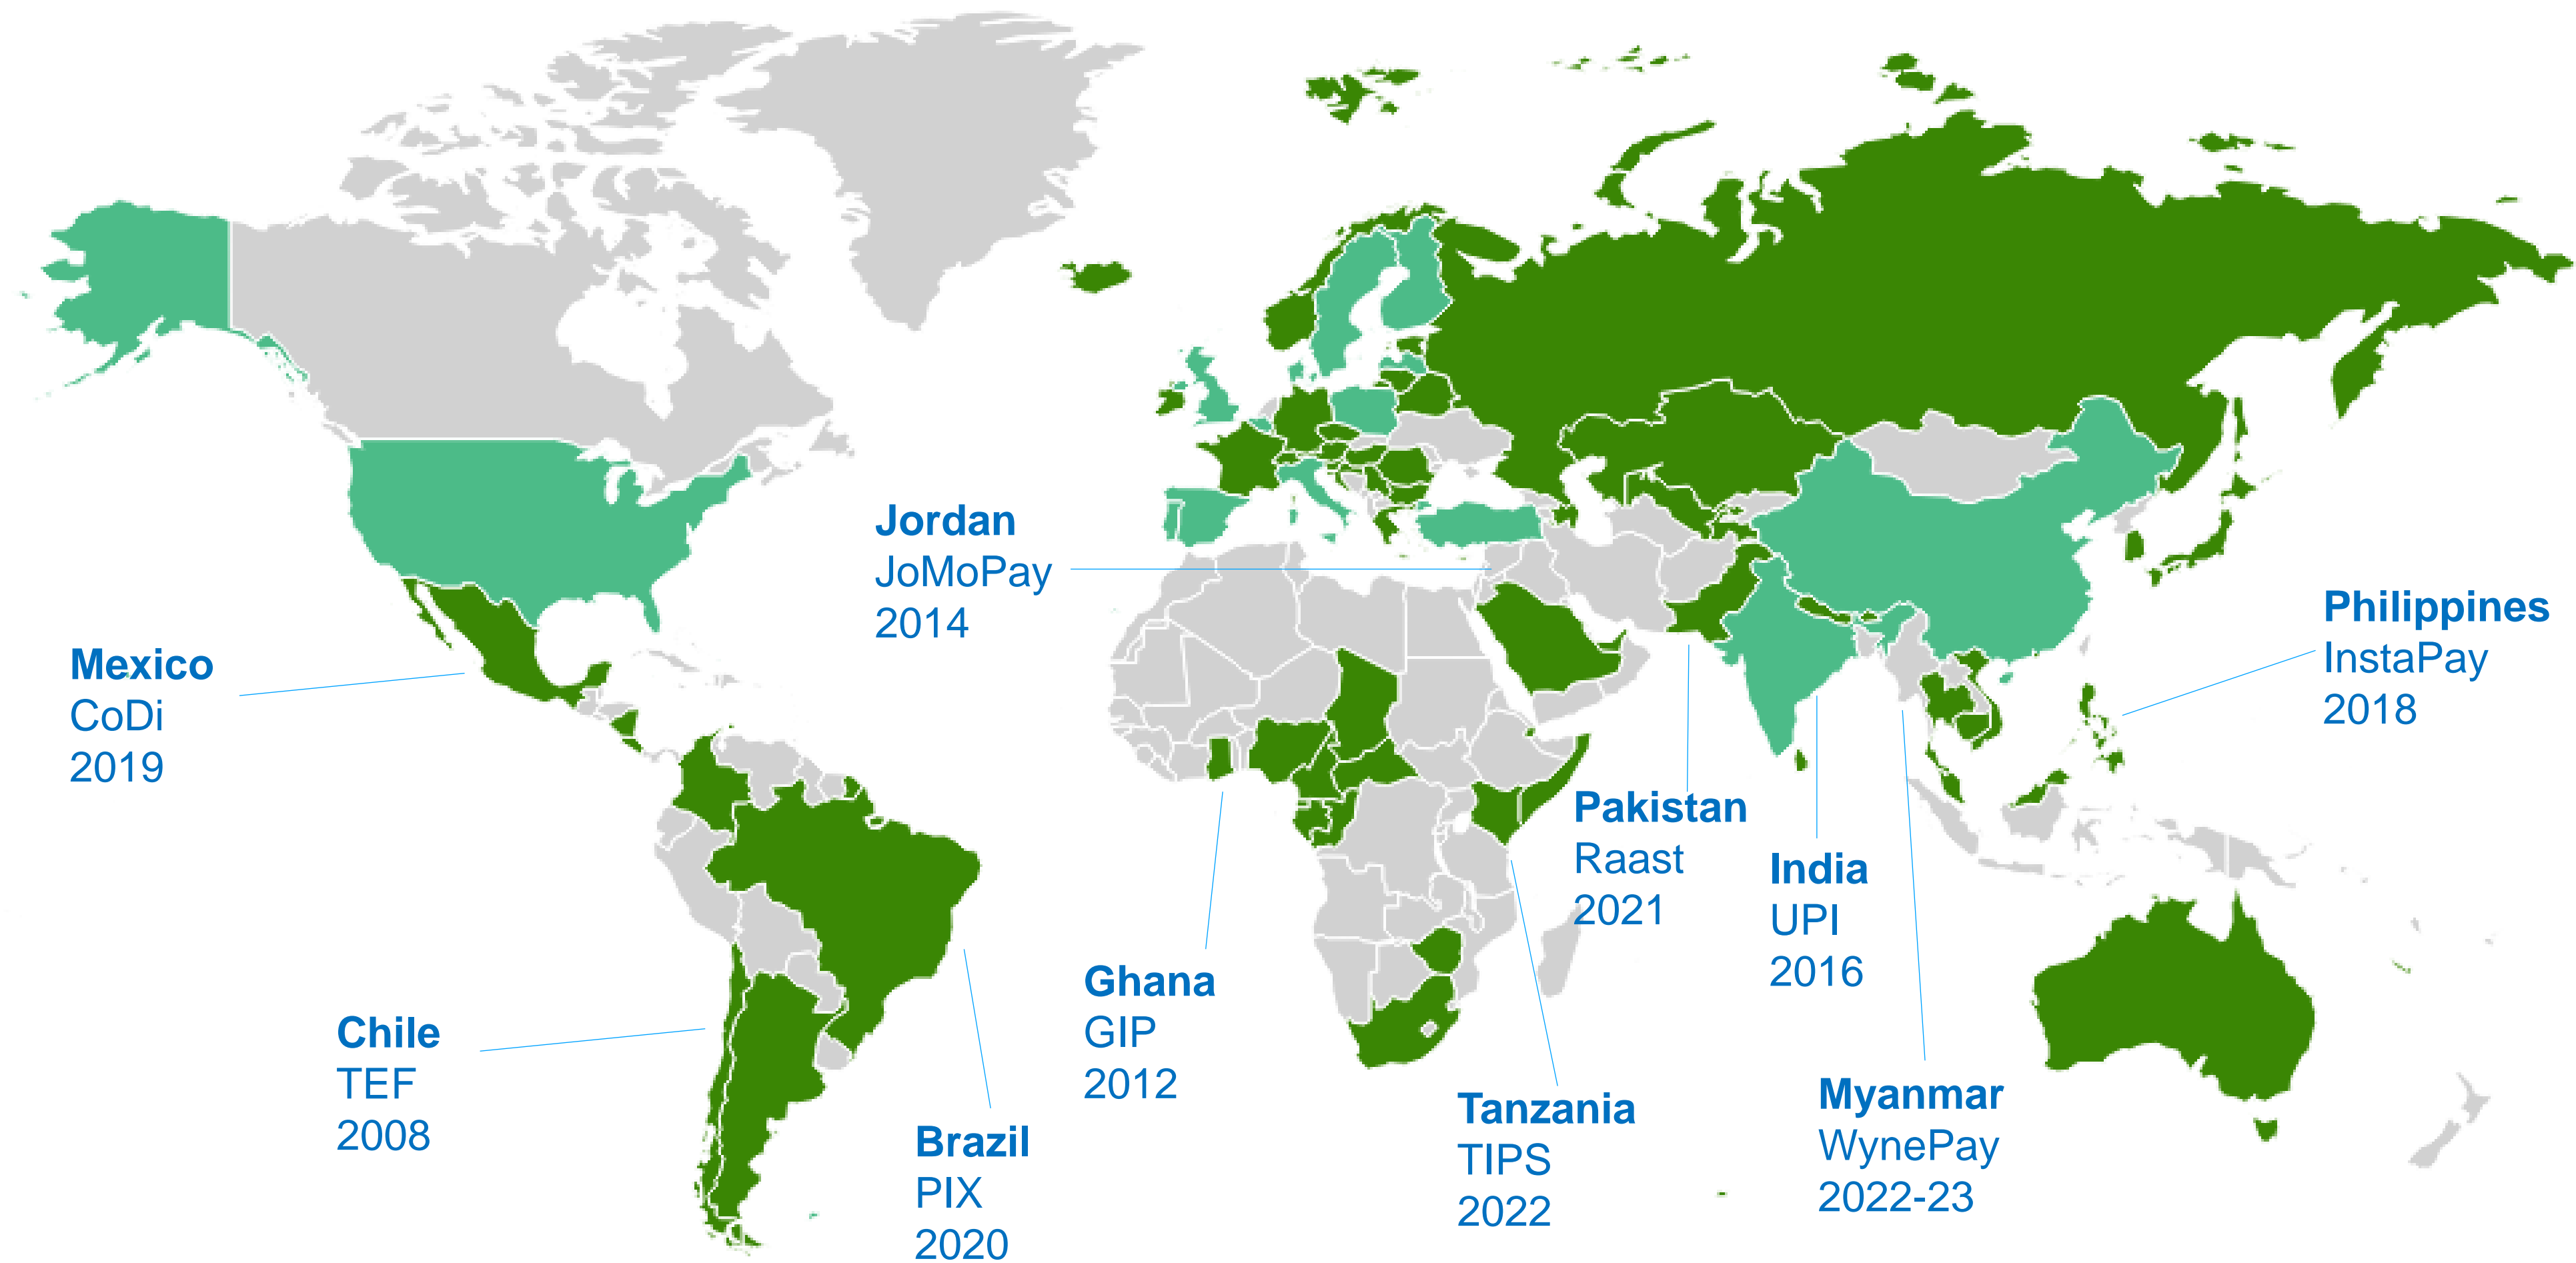 Jordan
JoMoPay
2014
Philippines
InstaPay
2018
Mexico
CoDi
2019
Pakistan
Raast
2021
India
UPI
2016
Ghana
GIP
2012
Chile
TEF
2008
Brazil
PIX
2020
Tanzania
TIPS
2022
Myanmar
WynePay
2022-23